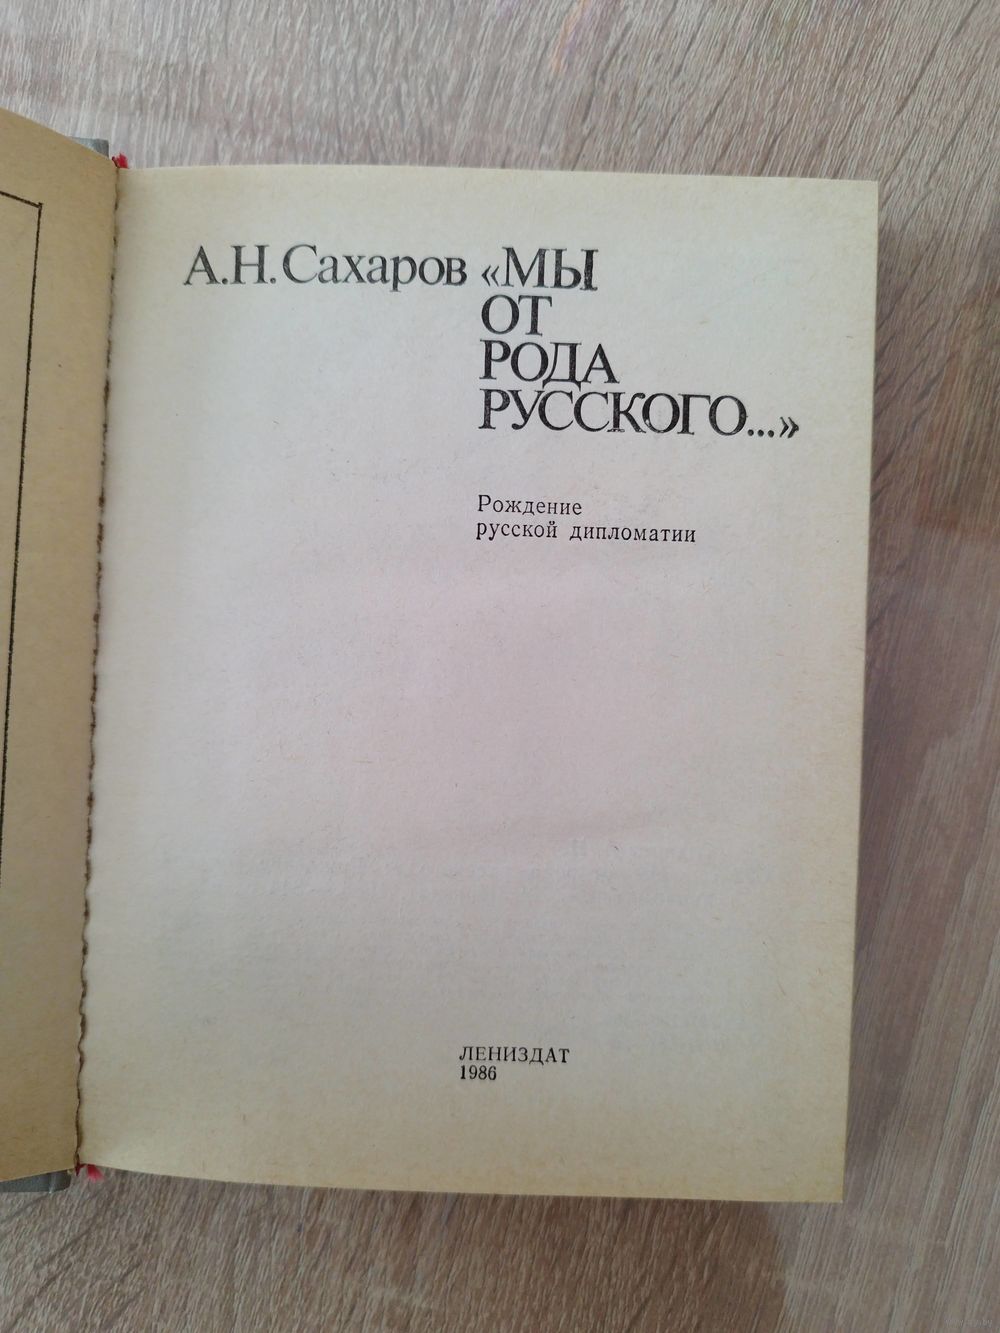 А.Н. Сахаров «МЫ
ОТ
РОДА
РУССКОГО...»
Рождение
русской дипломатии
ЛЕНИЗДАТ
1986